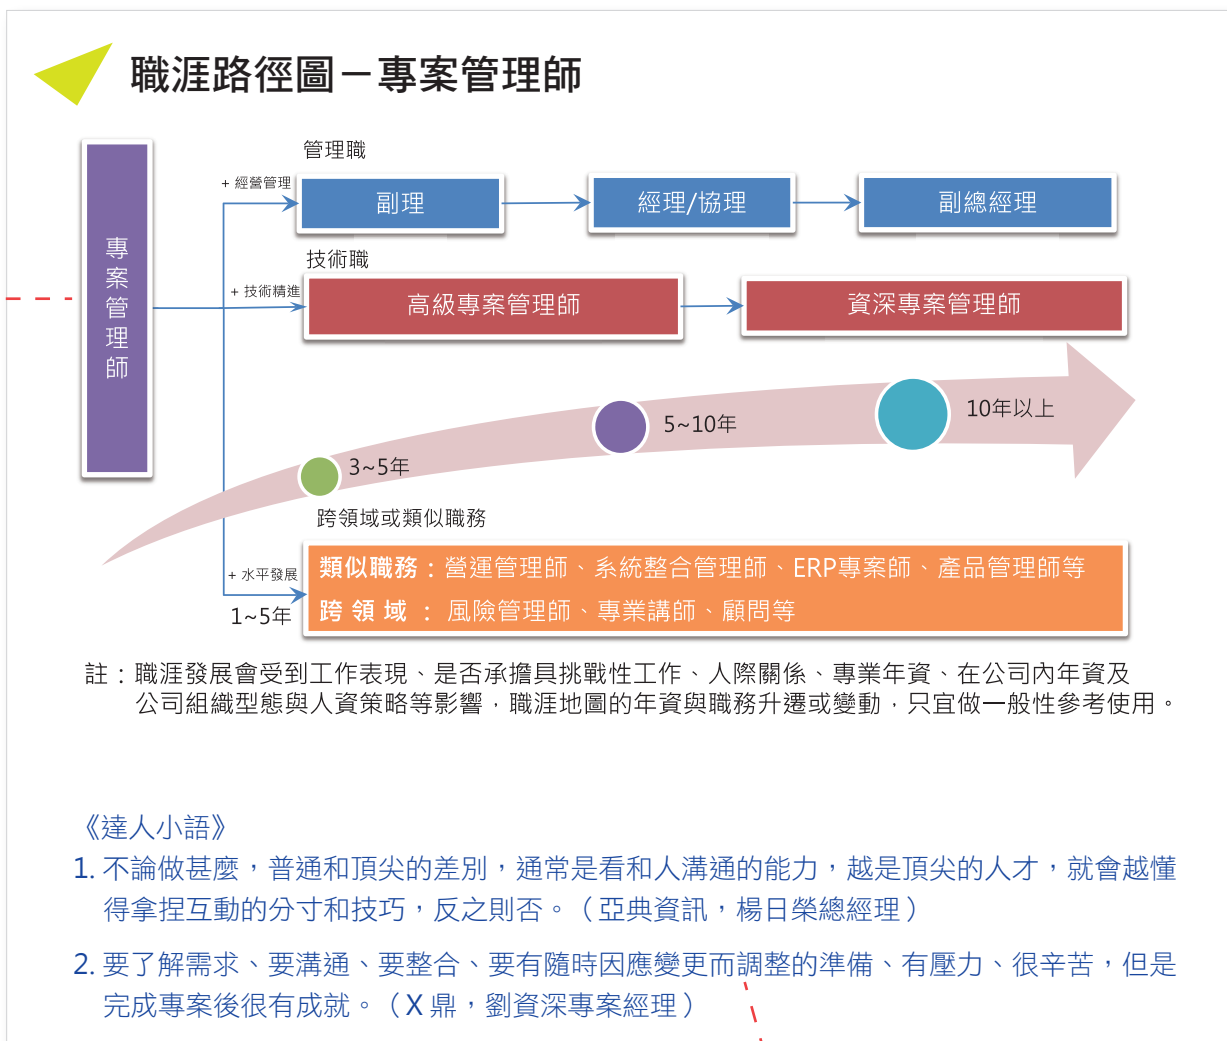 職涯路徑圖－專案管理師
專案管理師
管理職
+ 經營管理
副理
經理/協理
副總經理
技術職
+ 技術精進
高級專案管理師
資深專案管理師
10年以上
5~10年
3~5年
跨領域或類似職務
+ 水平發展
1~5年
類似職務：營運管理師、系統整合管理師、ERP專案師、產品管理師等
跨 領 域 ： 風險管理師、專業講師、顧問等
註：職涯發展會受到工作表現、是否承擔具挑戰性工作、人際關係、專業年資、在公司內年資及
公司組織型態與人資策略等影響，職涯地圖的年資與職務升遷或變動，只宜做一般性參考使用。
《達人小語》
1. 不論做甚麼，普通和頂尖的差別，通常是看和人溝通的能力，越是頂尖的人才，就會越懂
得拿捏互動的分寸和技巧，反之則否。（亞典資訊，楊日榮總經理）
2. 要了解需求、要溝通、要整合、要有隨時因應變更而調整的準備、有壓力、很辛苦，但是
完成專案後很有成就。（X 鼎，劉資深專案經理）